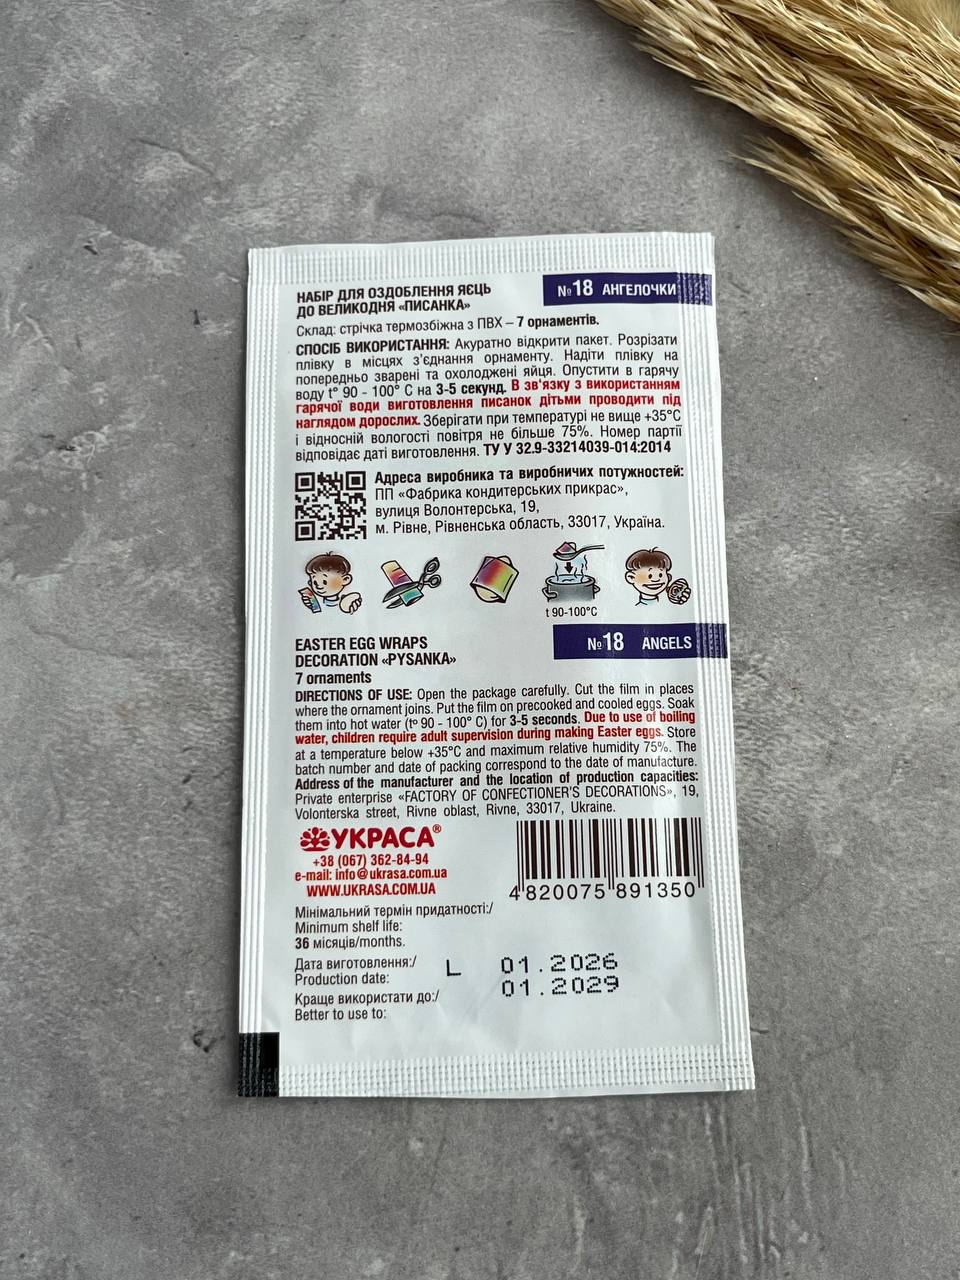 НАБІР ДЛЯ ОЗДОБЛЕННЯ ЯЄЦЬ
ДО ВЕЛИКОДНЯ «ПИСАНКА»
№18 АНГЕЛОЧКИ
Склад: стрічка термозбіжна з ПВХ – 7 орнаментів.
СПОСІБ ВИКОРИСТАННЯ: Акуратно відкрити пакет. Розрізати
плівку в місцях з'єднання орнаменту. Надіти плівку на
попередньо зварені та охолоджені яйця. Опустити в гарячу
воду t° 90 - 100° С на 3-5 секунд. В зв'язку з використанням
гарячої води виготовлення писанок дітьми проводити під
наглядом дорослих. Зберігати при температурі не вище +35°С
і відносній вологості повітря не більше 75%. Номер партії
відповідає даті виготовлення. ТУ У 32.9-33214039-014:2014
Адреса виробника та виробничих потужностей:
ПП «Фабрика кондитерських прикрас»,
вулиця Волонтерська, 19,
м. Рівне, Рівненська область, 33017, Україна.
t 90-100°C
EASTER EGG WRAPS
DECORATION «PYSANKA»
№18 ANGELS
7 ornaments
DIRECTIONS OF USE: Open the package carefully. Cut the film in places
where the ornament joins. Put the film on precooked and cooled eggs. Soak
them into hot water (t° 90 - 100° C) for 3-5 seconds. Due to use of boiling
water, children require adult supervision during making Easter eggs. Store
at a temperature below +35°C and maximum relative humidity 75%. The
batch number and date of packing correspond to the date of manufacture.
Address of the manufacturer and the location of production capacities:
Private enterprise «FACTORY OF CONFECTIONER'S DECORATIONS», 19,
Volonterska street, Rivne oblast, Rivne, 33017, Ukraine.
УКРАСА®
+38 (067) 362-84-94
e-mail: info@ukrasa.com.ua
WWW.UKRASA.COM.UA
4 820075 891350
Мінімальний термін придатності:/
Minimum shelf life:
36 місяців/months.
Дата виготовлення:/
Production date:
L 01.2026
01.2029
Краще використати до:/
Better to use to: